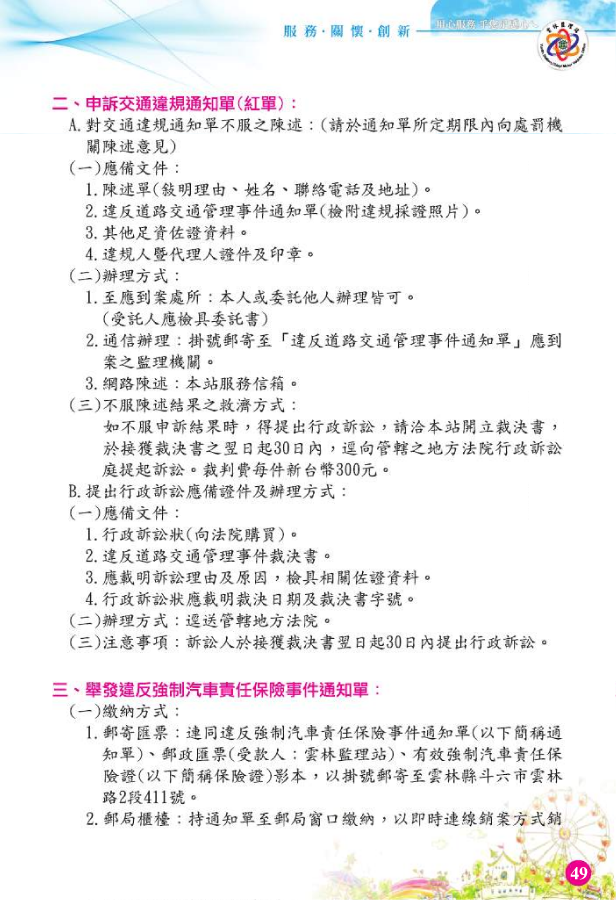 服務‧關懷‧創新
二、申訴交通違規通知單(紅單)：
A.對交通違規通知單不服之陳述：(請於通知單所定期限內向處罰機
關陳述意見)
(一)應備文件：
1.陳述單(敘明理由、姓名、聯絡電話及地址)。
2.違反道路交通管理事件通知單(檢附違規採證照片)。
3.其他足資佐證資料。
4.違規人暨代理人證件及印章。
(二)辦理方式：
1.至應到案處所：本人或委託他人辦理皆可。
(受託人應檢具委託書)
2.通信辦理：掛號郵寄至「違反道路交通管理事件通知單」應到
案之監理機關。
3.網路陳述：本站服務信箱。
(三)不服陳述結果之救濟方式：
如不服申訴結果時，得提出行政訴訟，請洽本站開立裁決書，
於接獲裁決書之翌日起30日內，逕向管轄之地方法院行政訴訟
庭提起訴訟。裁判費每件新台幣300元。
B.提出行政訴訟應備證件及辦理方式：
(一)應備文件：
1.行政訴訟狀(向法院購買)。
2.違反道路交通管理事件裁決書。
3.應載明訴訟理由及原因，檢具相關佐證資料。
4.行政訴訟狀應載明裁決日期及裁決書字號。
(二)辦理方式：逕送管轄地方法院。
(三)注意事項：訴訟人於接獲裁決書翌日起30日內提出行政訴訟。
三、舉發違反強制汽車責任保險事件通知單：
(一)繳納方式：
1.郵寄匯票：連同違反強制汽車責任保險事件通知單(以下簡稱通
知單)、郵政匯票(受款人：雲林監理站)、有效強制汽車責任保
險證(以下簡稱保險證)影本，以掛號郵寄至雲林縣斗六市雲林
路2段411號。
2.郵局櫃檯：持通知單至郵局窗口繳納，以即時連線銷案方式銷
49